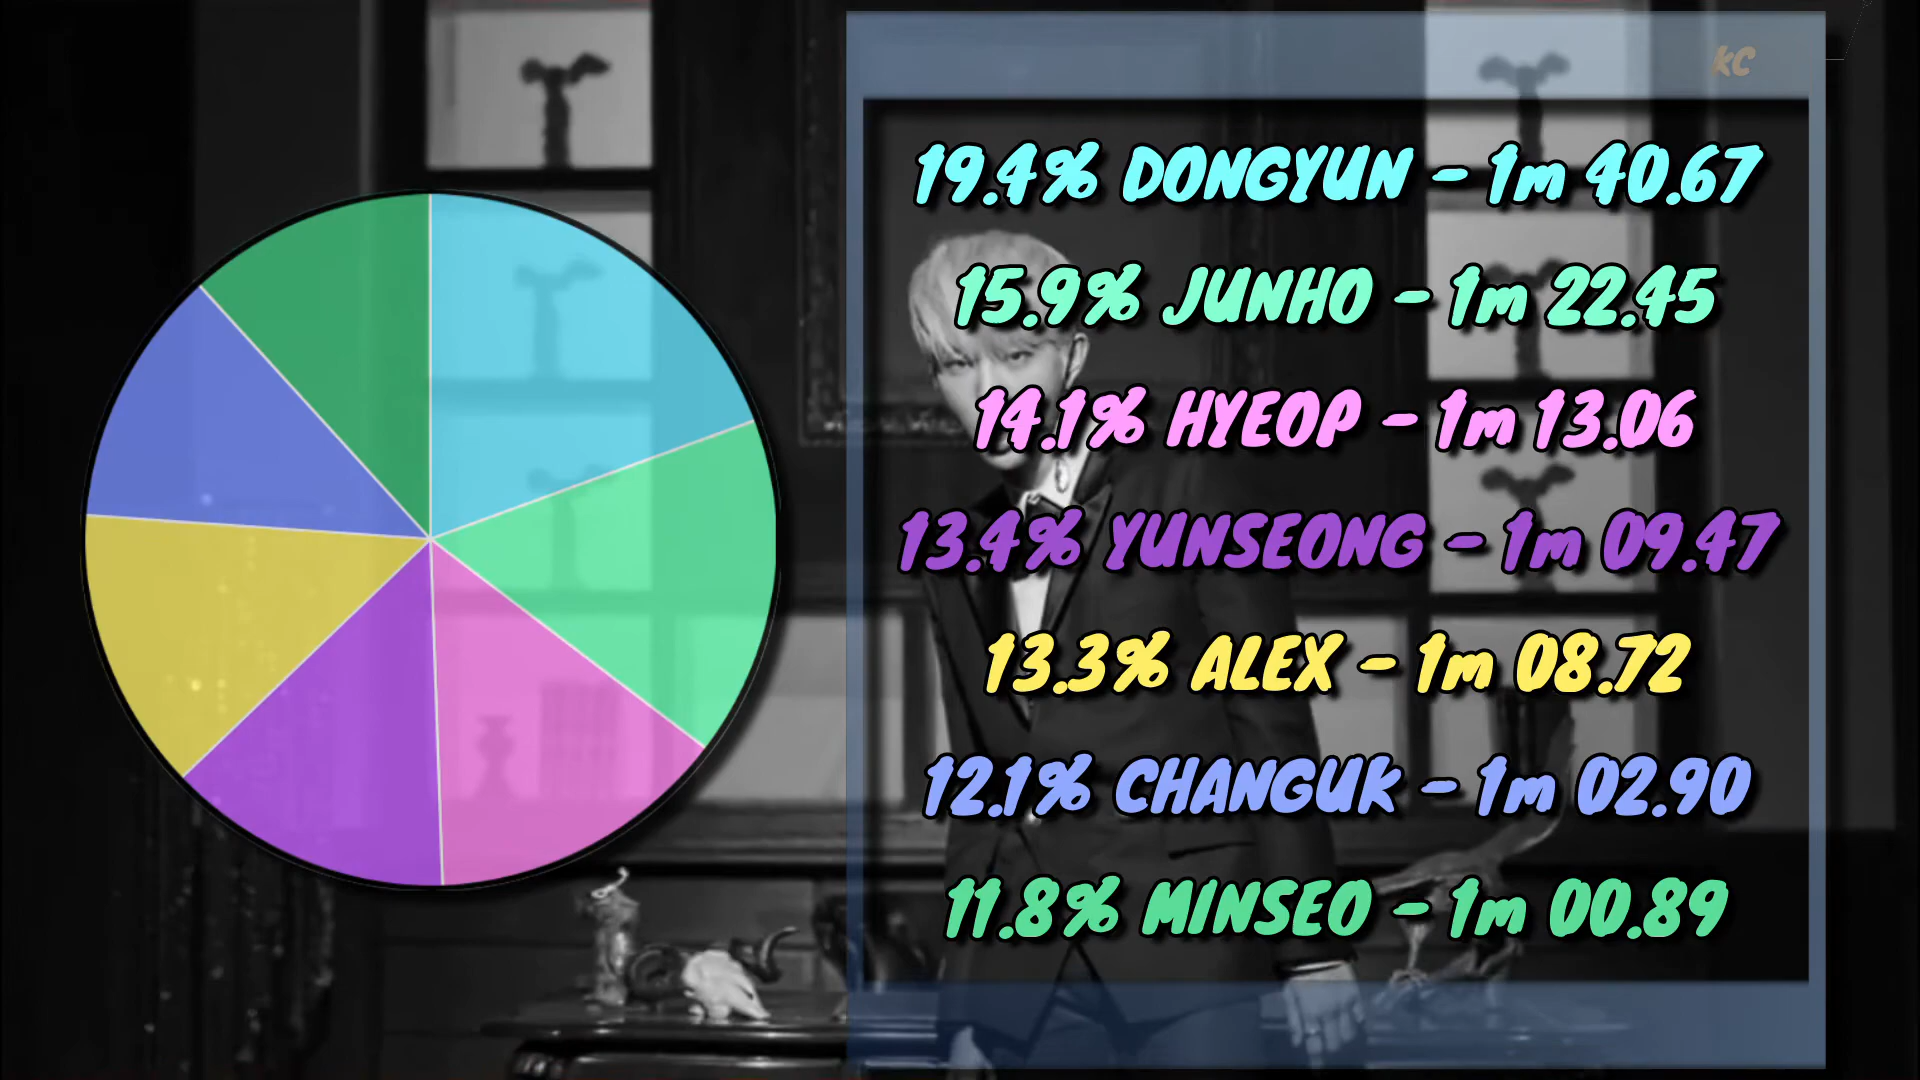 KC
19.4% DONGYUN - 1m 40.67
15.9% JUNHO - 1m 22.45
14.1% HYEOP - 1m 13.06
13.4% YUNSEONG - 1m 09.47
13.3% ALEX - 1m 08.72
12.1% CHANGUK - 1m 02.90
11.8% MINSEO - 1m 00.89